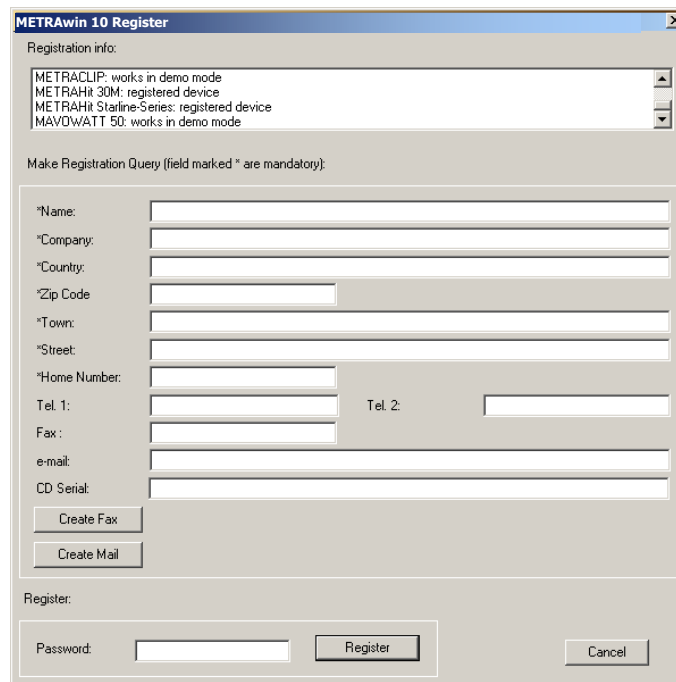 METRAwin 10 Register
Registration info:
METRACLIP: works in demo mode
METRAHit 30M: registered device
METRAHit Starline-Series: registered device
MAVOWATT 50: works in demo mode
Make Registration Query (field marked * are mandatory):
*Name:
*Company:
*Country:
*Zip Code
*Town:
*Street:
*Home Number:
Tel. 1: Tel. 2:
Fax :
e-mail:
CD Serial:
Create Fax
Create Mail
Register:
Password: Register
Cancel